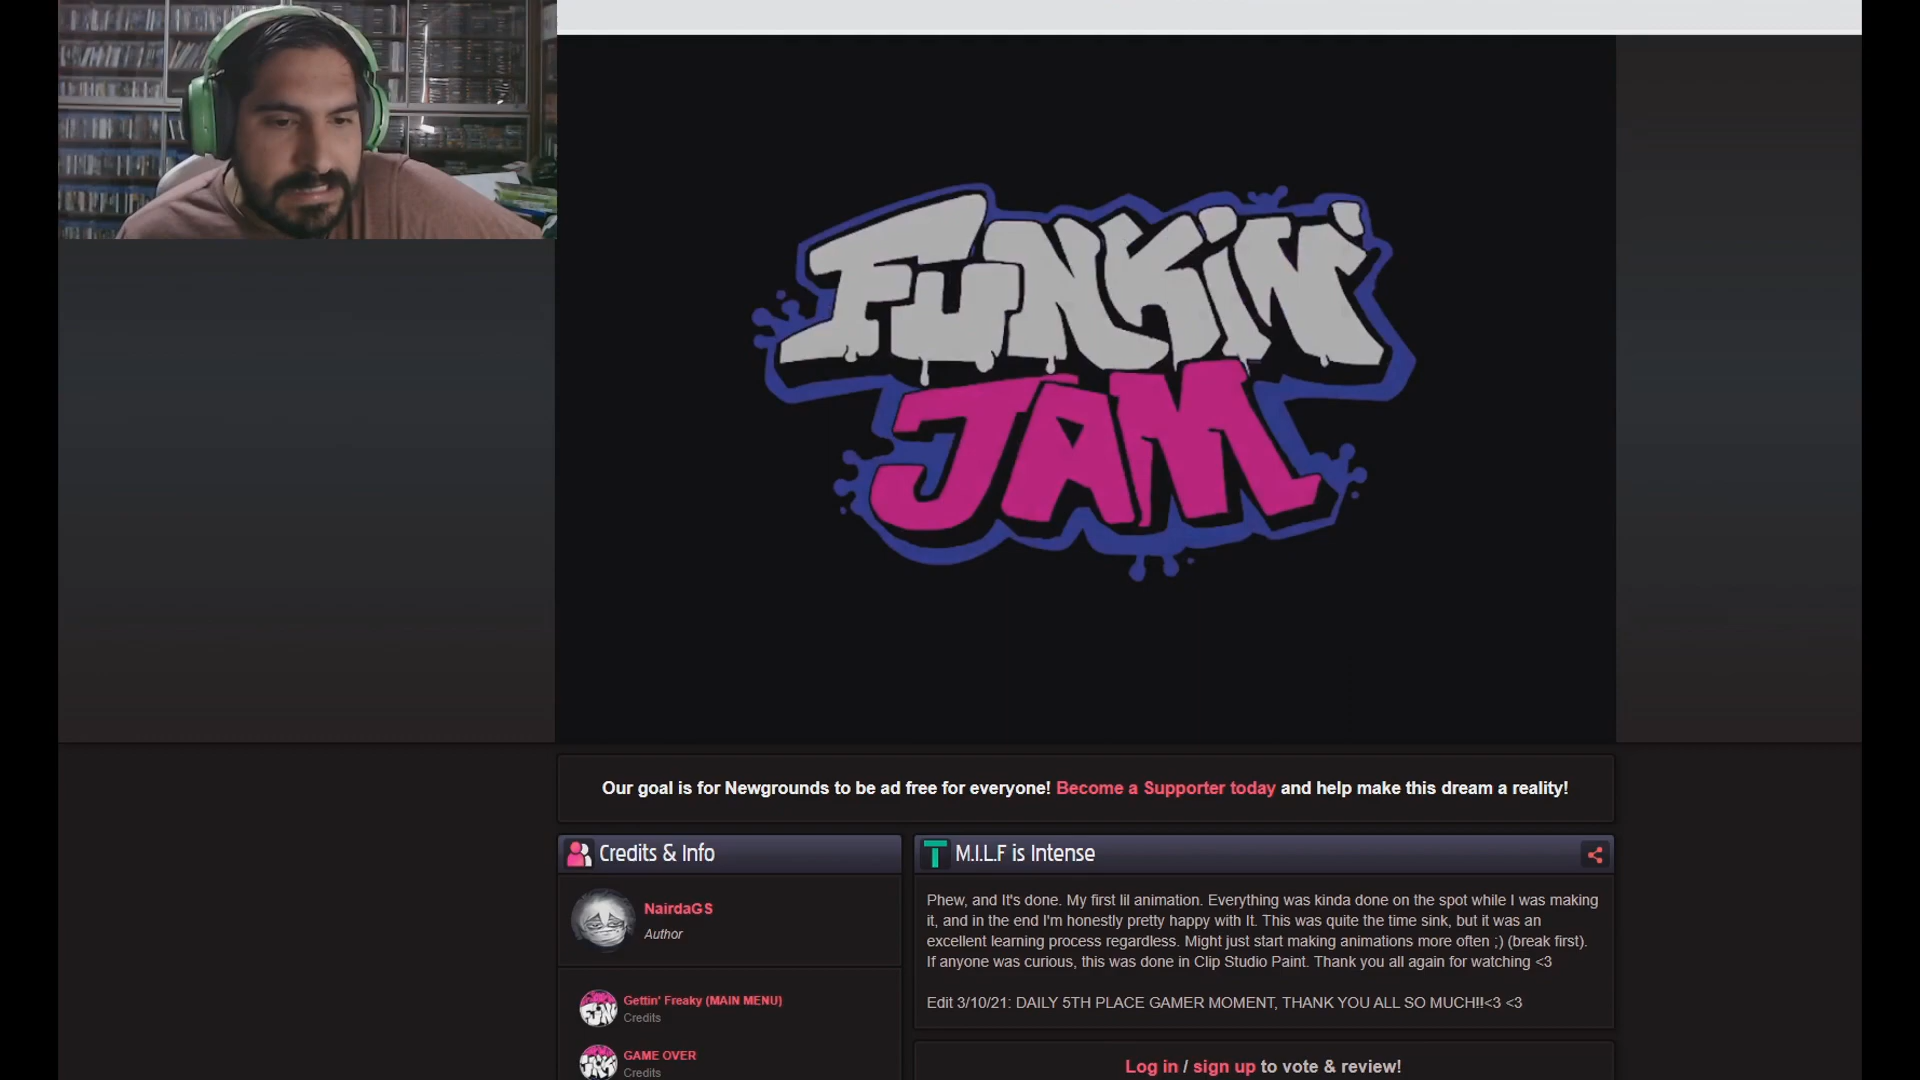 FUNKIN'
JAM
Our goal is for Newgrounds to be ad free for everyone! Become a Supporter today and help make this dream a reality!
Credits & Info
NairdaGS
Author
Gettin' Freaky (MAIN MENU)
Credits
GAME OVER
Credits
M.I.L.F is Intense
Phew, and It's done. My first lil animation. Everything was kinda done on the spot while I was making
it, and in the end I'm honestly pretty happy with It. This was quite the time sink, but it was an
excellent learning process regardless. Might just start making animations more often ;) (break first).
If anyone was curious, this was done in Clip Studio Paint. Thank you all again for watching <3
Edit 3/10/21: DAILY 5TH PLACE GAMER MOMENT, THANK YOU ALL SO MUCH!!<3 <3
Log in / sign up to vote & review!